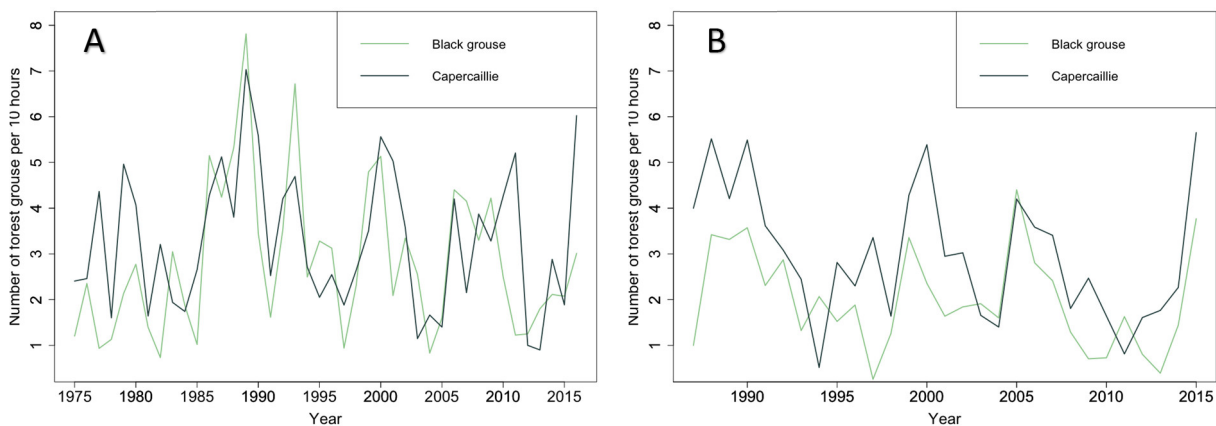 A
Number of forest grouse per 10 hours
8
7
6
5
4
3
2
1
Black grouse
Capercaillie
1975 1980 1985 1990 1995 2000 2005 2010 2015
Year
B
Number of forest grouse per 10 hours
8
7
6
5
4
3
2
1
Black grouse
Capercaillie
1990 1995 2000 2005 2010 2015
Year